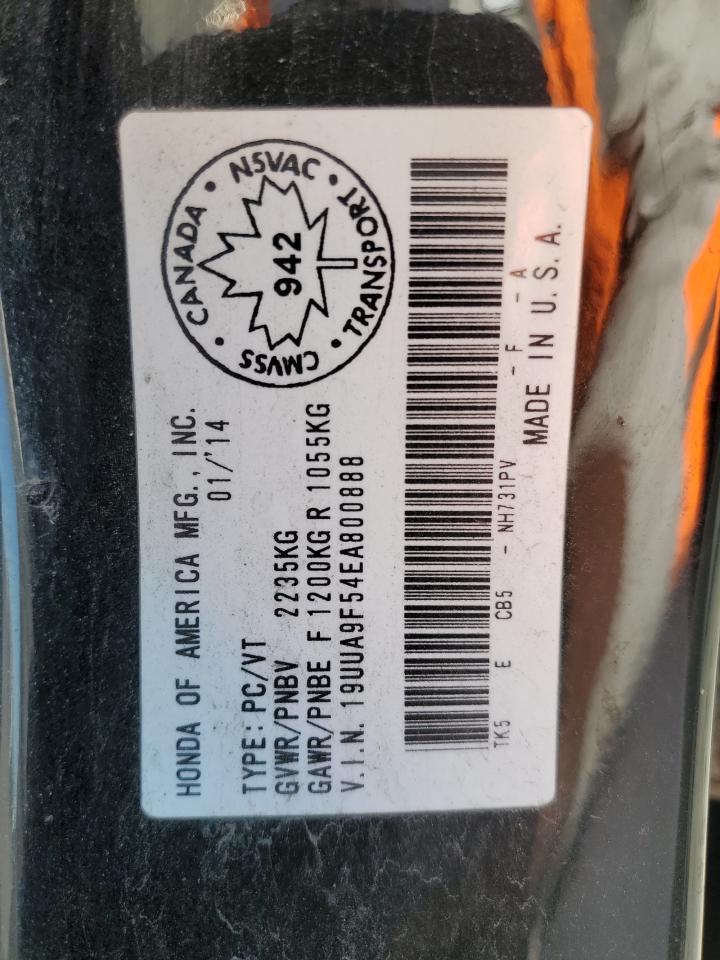 HONDA OF AMERICA MFG., INC.
01/'14
TYPE: PC/VT
GVWR/PNBV 2235KG
GAWR/PNBE F 1200KG R 1055KG
V.I.N. 19UUA9F54EA800888
CANADA • NSVAC • TRANSPORT • CMVSS •
942
TK5 E CB5 - NH731PV - F - A
MADE IN U.S.A.